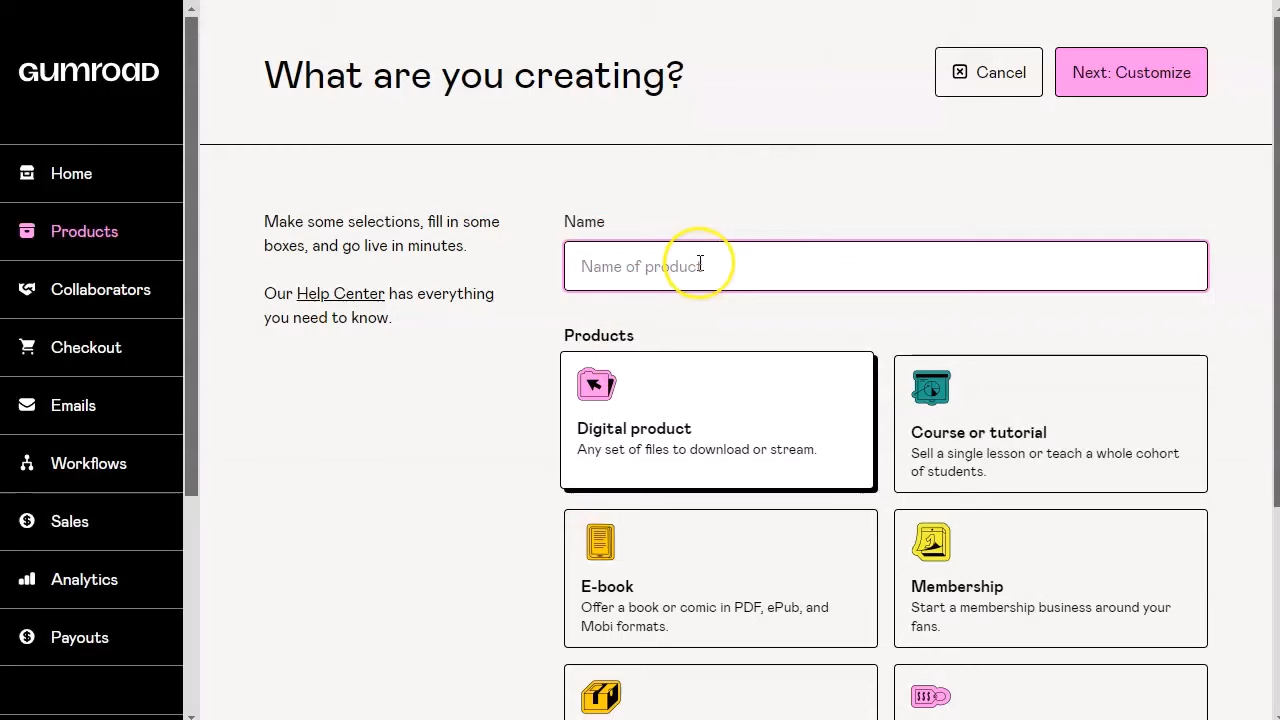 GUMROAD
Home
Products
Collaborators
Checkout
Emails
Workflows
Sales
Analytics
Payouts
What are you creating?
Cancel
Next: Customize
Make some selections, fill in some
boxes, and go live in minutes.
Our Help Center has everything
you need to know.
Name
Name of product
Products
Digital product
Any set of files to download or stream.
Course or tutorial
Sell a single lesson or teach a whole cohort
of students.
E-book
Offer a book or comic in PDF, ePub, and
Mobi formats.
Membership
Start a membership business around your
fans.